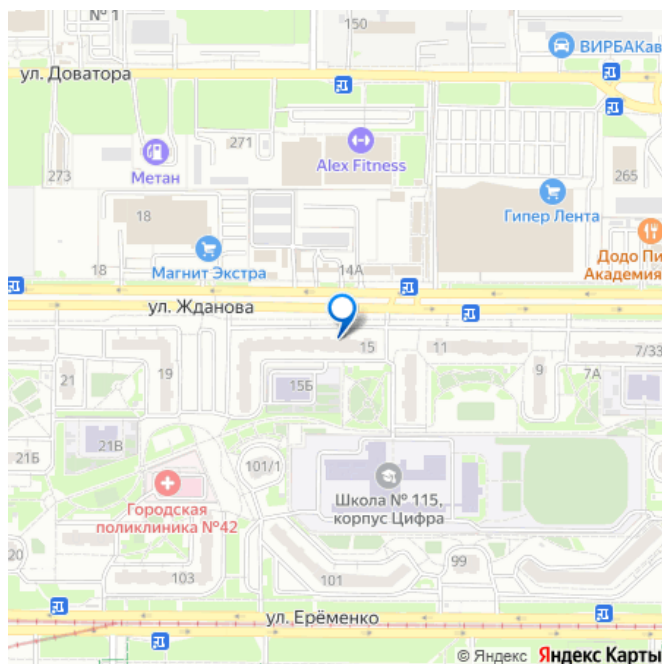 № 1
150
ВИРБАКав
ул. Доватора
271
Alex Fitness
Метан
273
265
18
Гипер Лента
Додо Пи
Академия
18
Магнит Экстра
14А
ул. Жданова
15
11
7/33
19
21
9
7А
15Б
21В
21Б
101/1
Школа № 115,
корпус Цифра
Городская
поликлиника №42
20
99
103
101
ул. Ерёменко
© Яндекс Яндекс Карты